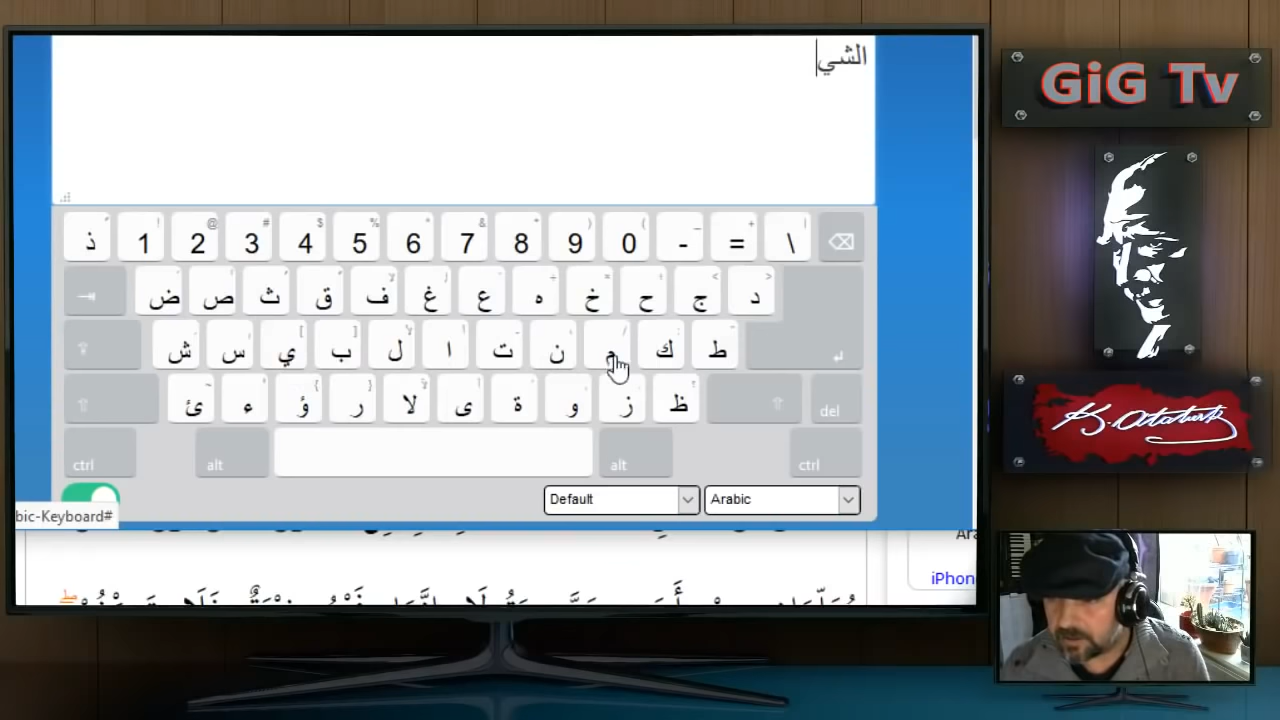 GiG Tv
الشي
ذ 1 ! 2 @ 3 # 4 $ 5 % 6 7 & 8 9 ) 0 ( - _ = + \ |
ض ص ث ق ف غ ع ه خ ح ج د
ش س ي ب ل ا ت ن م ك ط
ئ ء ؤ ر لا ى ة و ز ظ del
ctrl alt alt ctrl
Default Arabic
bic-Keyboard#
K. Atatürk
iPhon